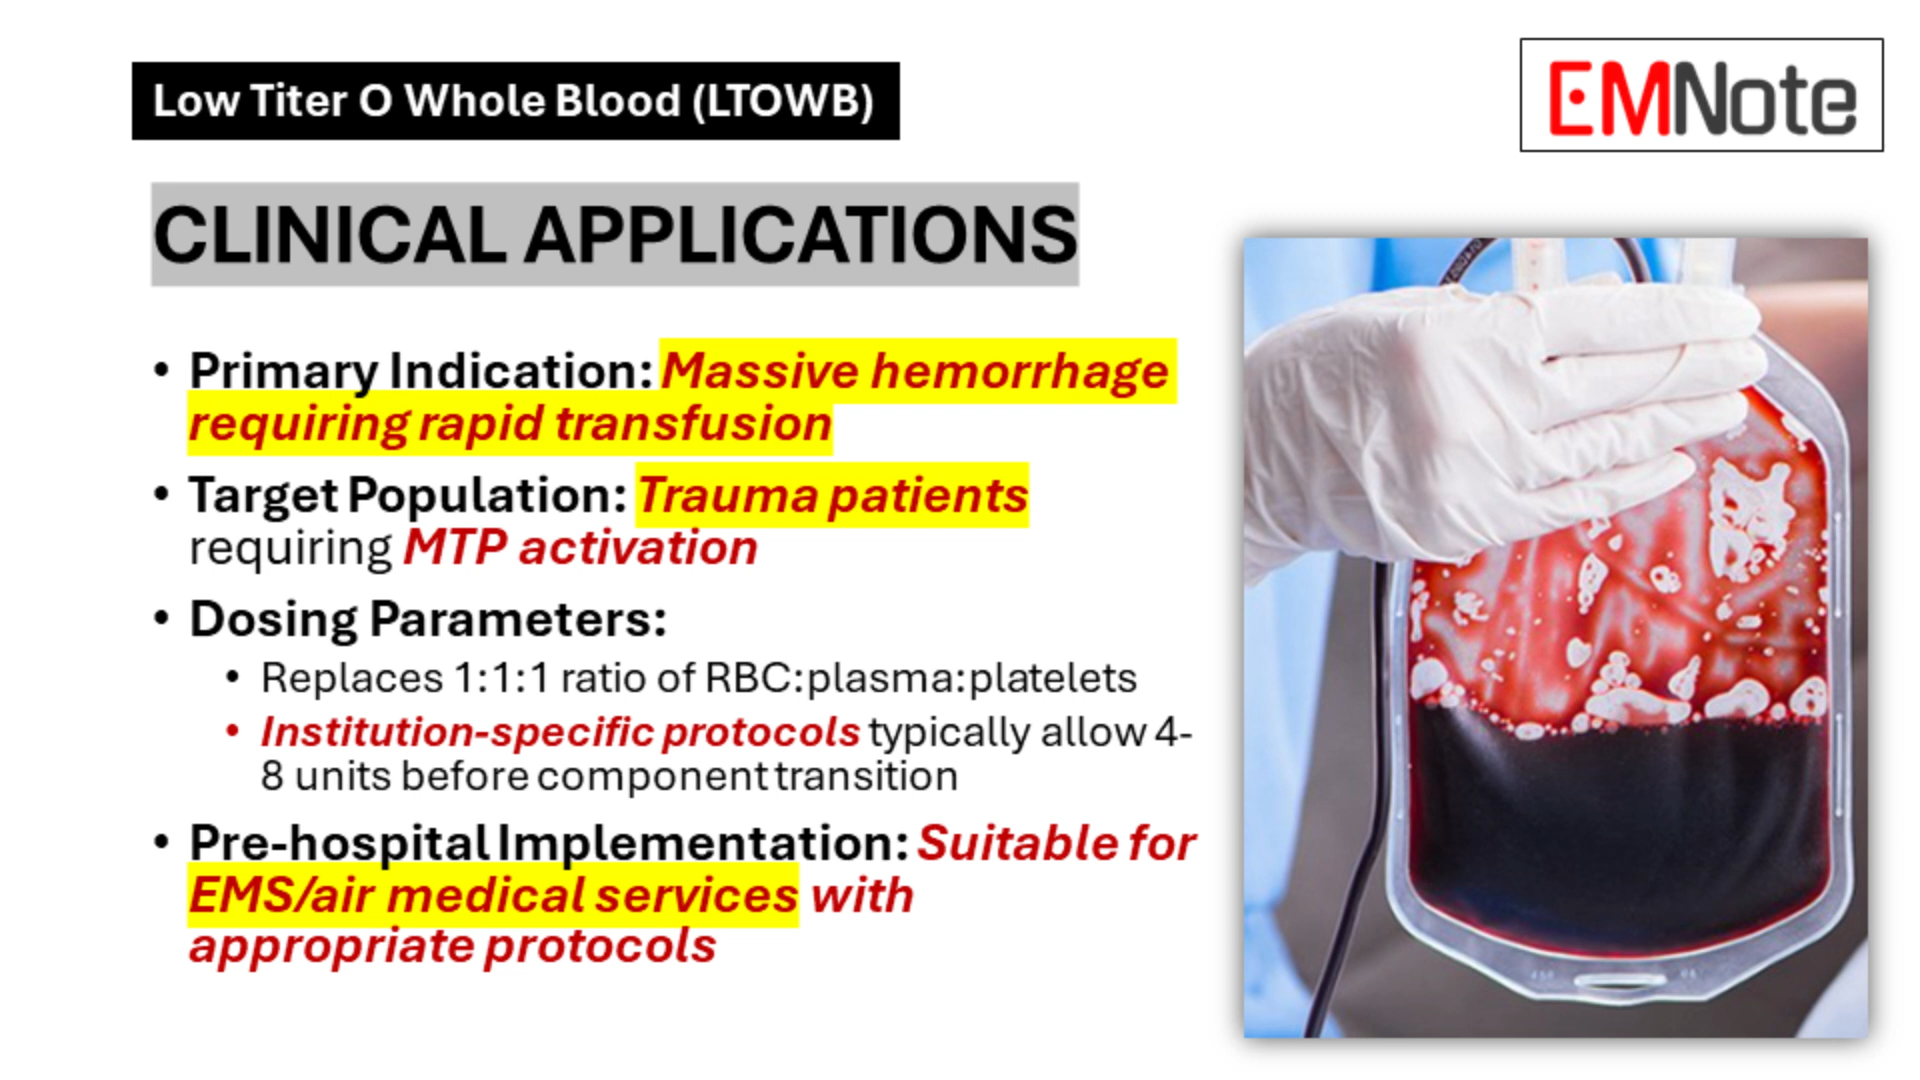 Low Titer O Whole Blood (LTOWB)
EMNote
CLINICAL APPLICATIONS
• Primary Indication: Massive hemorrhage
requiring rapid transfusion
• Target Population: Trauma patients
requiring MTP activation
• Dosing Parameters:
• Replaces 1:1:1 ratio of RBC:plasma:platelets
• Institution-specific protocols typically allow 4-
8 units before component transition
• Pre-hospital Implementation: Suitable for
EMS/air medical services with
appropriate protocols